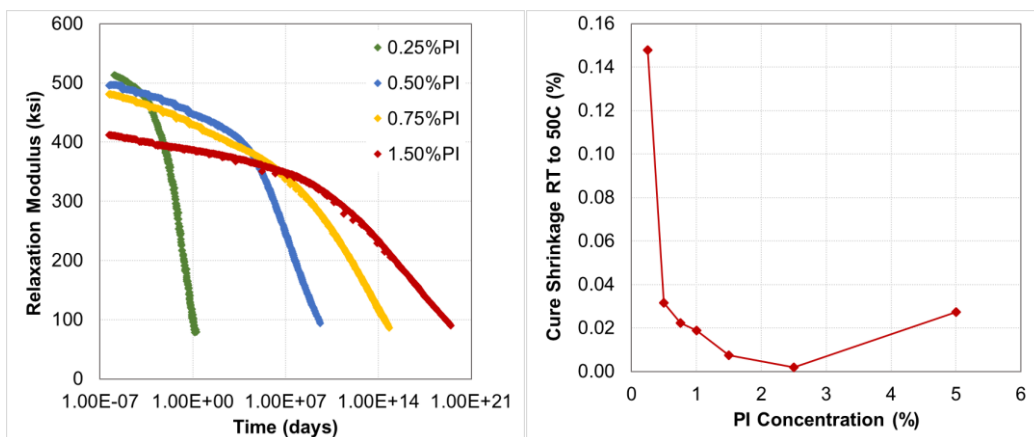 600
500
400
300
200
100
0
Relaxation Modulus (ksi)
0.25%PI
0.50%PI
0.75%PI
1.50%PI
1.00E-07 1.00E+00 1.00E+07 1.00E+14 1.00E+21
Time (days)
0.16
0.14
0.12
0.10
0.08
0.06
0.04
0.02
0.00
Cure Shrinkage RT to 50C (%)
0 1 2 3 4 5 6
PI Concentration (%)